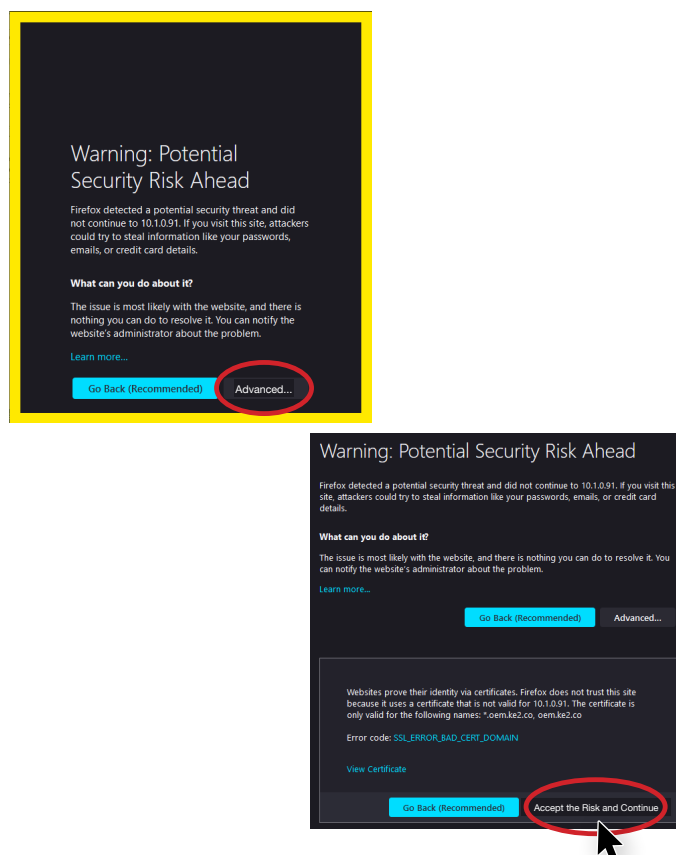 Warning: Potential
Security Risk Ahead
Firefox detected a potential security threat and did
not continue to 10.1.0.91. If you visit this site, attackers
could try to steal information like your passwords,
emails, or credit card details.
What can you do about it?
The issue is most likely with the website, and there is
nothing you can do to resolve it. You can notify the
website's administrator about the problem.
Learn more...
Go Back (Recommended) Advanced...
Warning: Potential Security Risk Ahead
Firefox detected a potential security threat and did not continue to 10.1.0.91. If you visit this
site, attackers could try to steal information like your passwords, emails, or credit card
details.
What can you do about it?
The issue is most likely with the website, and there is nothing you can do to resolve it. You
can notify the website's administrator about the problem.
Learn more...
Go Back (Recommended) Advanced...
Websites prove their identity via certificates. Firefox does not trust this site
because it uses a certificate that is not valid for 10.1.0.91. The certificate is
only valid for the following names: *.oem.ke2.co, oem.ke2.co
Error code: SSL_ERROR_BAD_CERT_DOMAIN
View Certificate
Go Back (Recommended) Accept the Risk and Continue